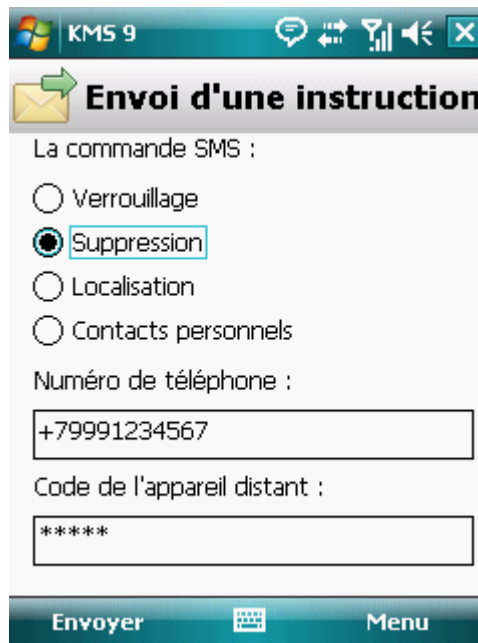 KMS 9
Envoi d'une instruction
La commande SMS :
Verrouillage
Suppression
Localisation
Contacts personnels
Numéro de téléphone :
+79991234567
Code de l'appareil distant :
*****
Envoyer Menu